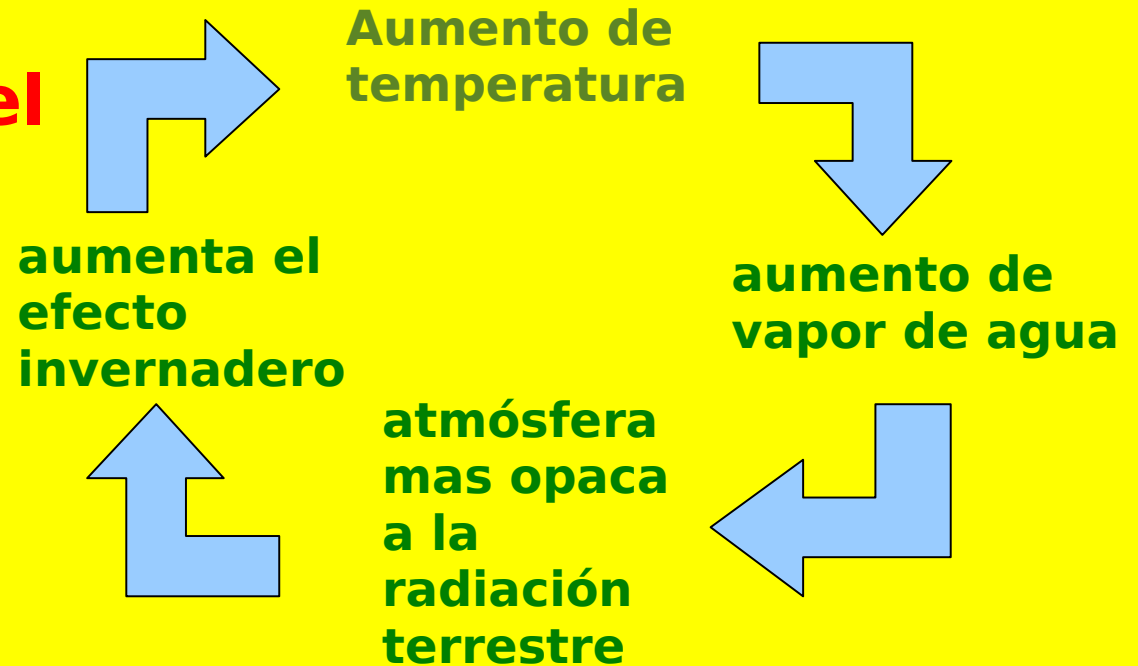 el
Aumento de
temperatura
aumento de
vapor de agua
atmósfera
mas opaca
a la
radiación
terrestre
aumenta el
efecto
invernadero